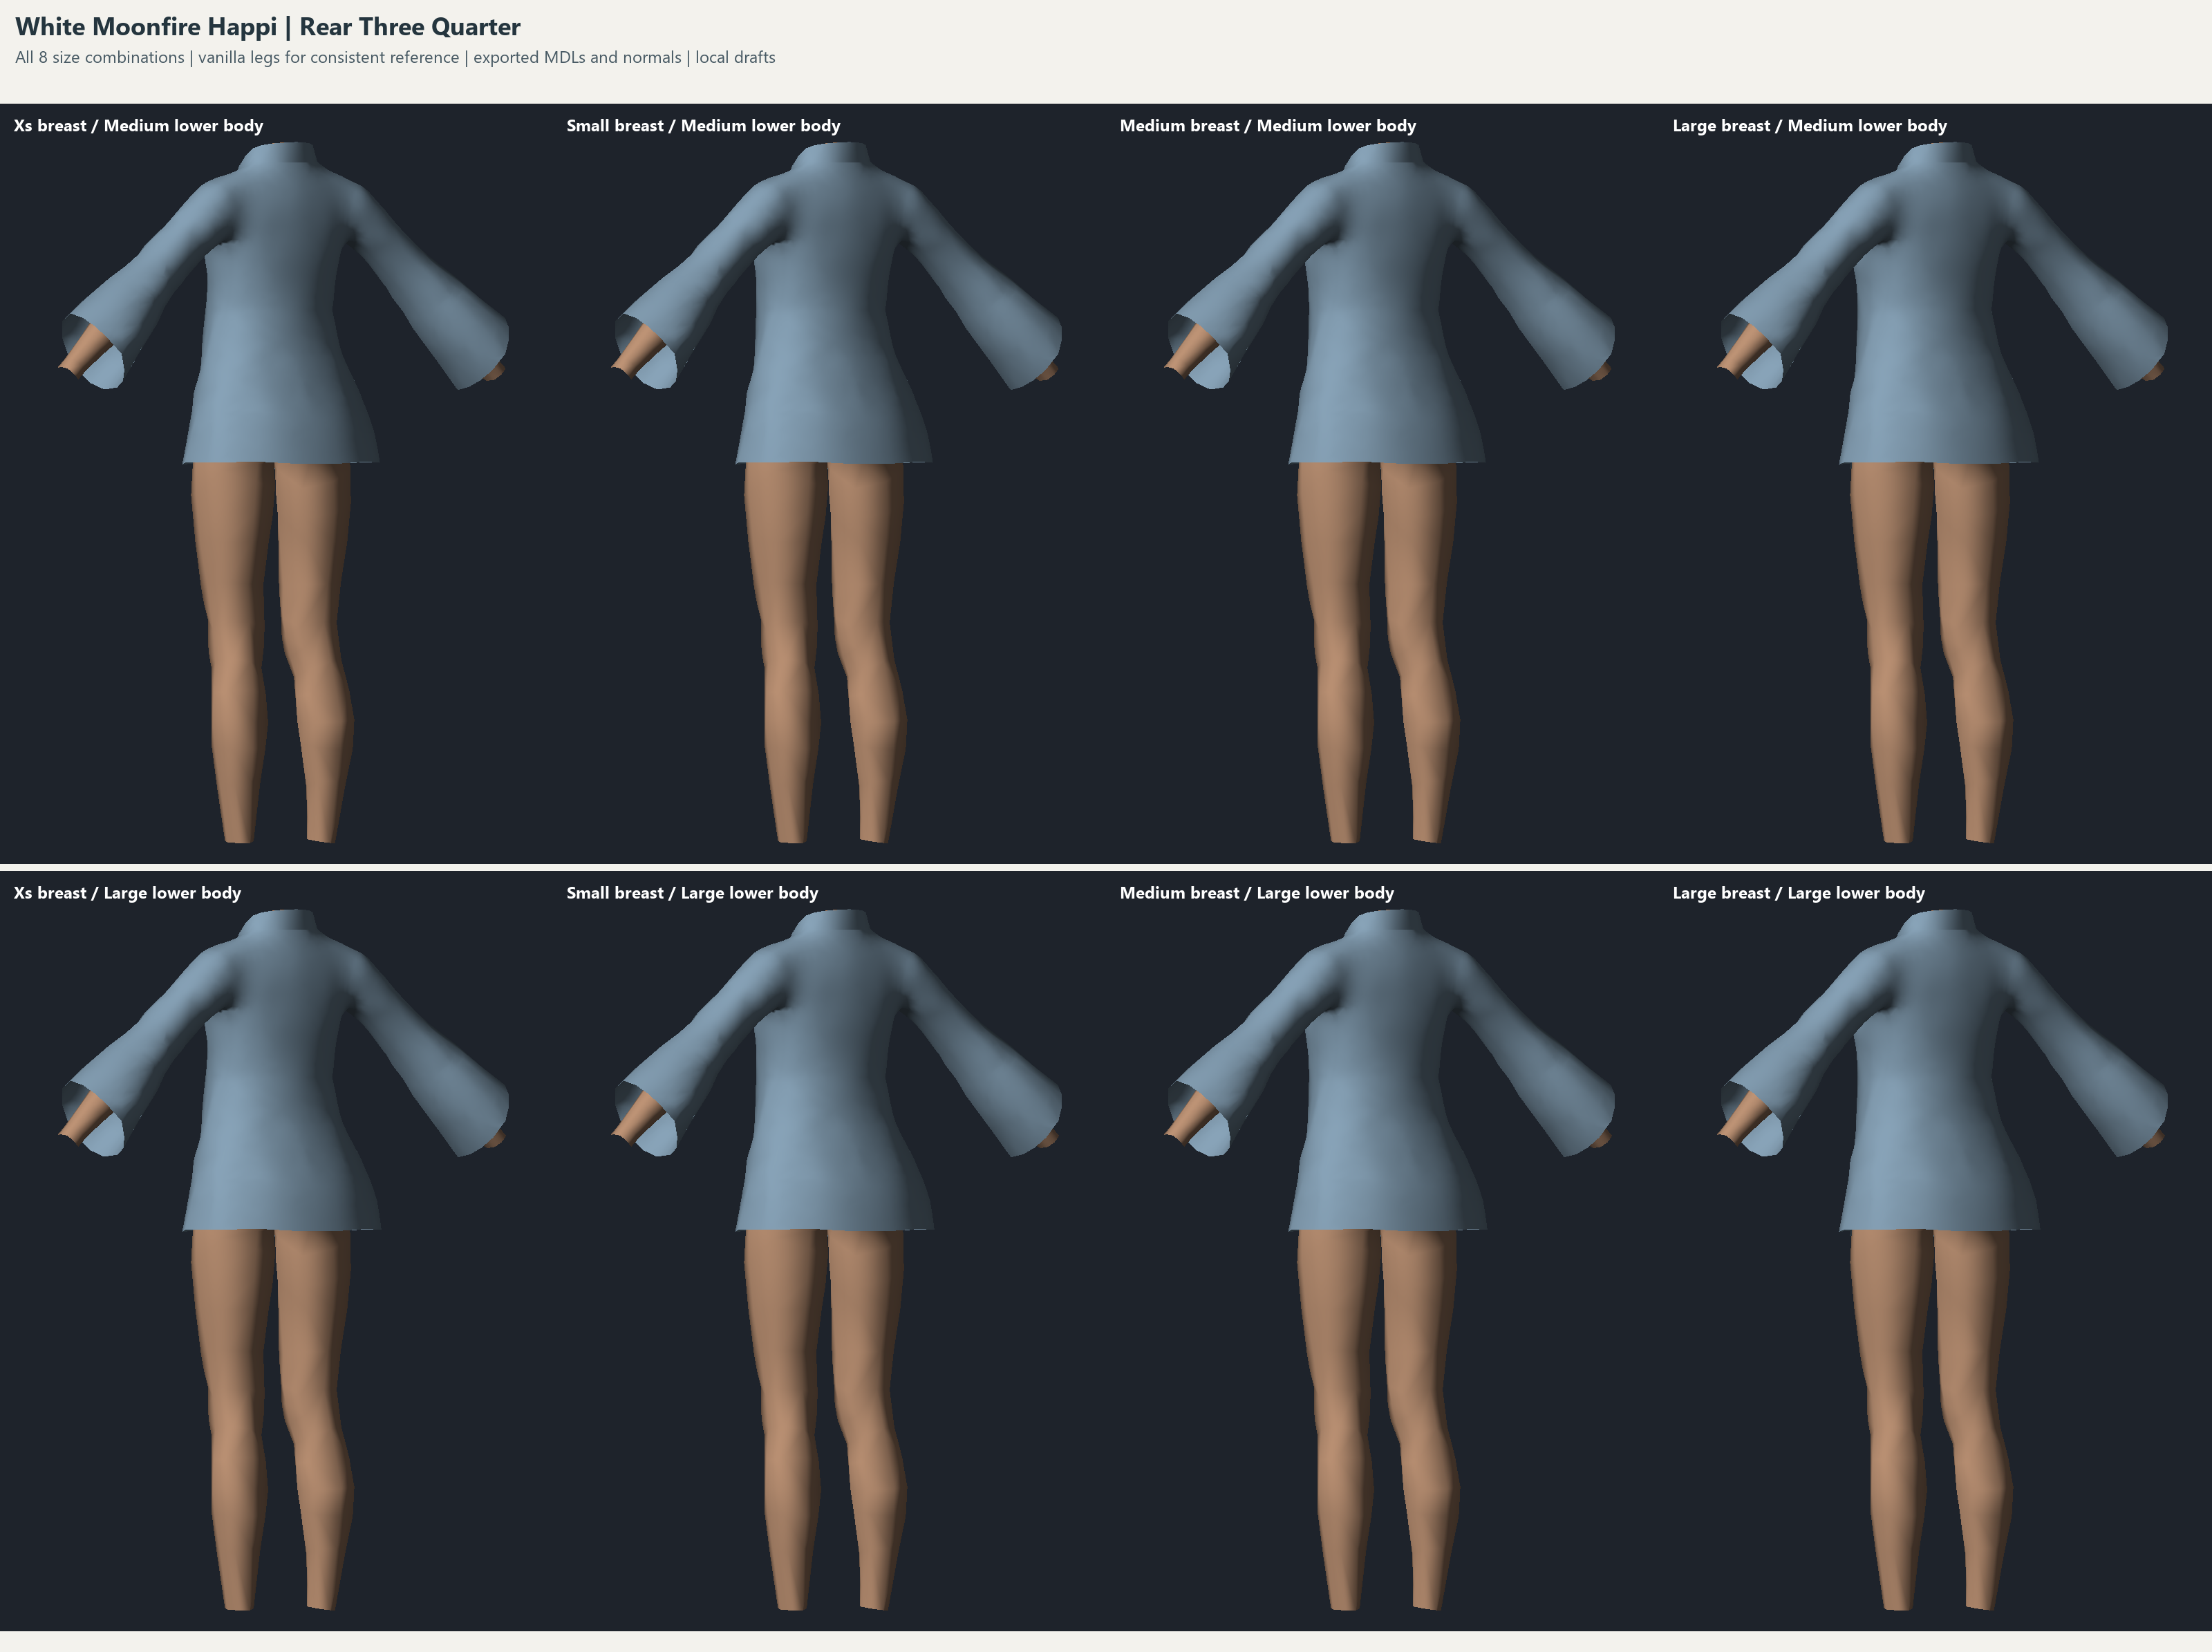 White Moonfire Happi | Rear Three Quarter
All 8 size combinations | vanilla legs for consistent reference | exported MDLs and normals | local drafts
Xs breast / Medium lower body
Small breast / Medium lower body
Medium breast / Medium lower body
Large breast / Medium lower body
Xs breast / Large lower body
Small breast / Large lower body
Medium breast / Large lower body
Large breast / Large lower body